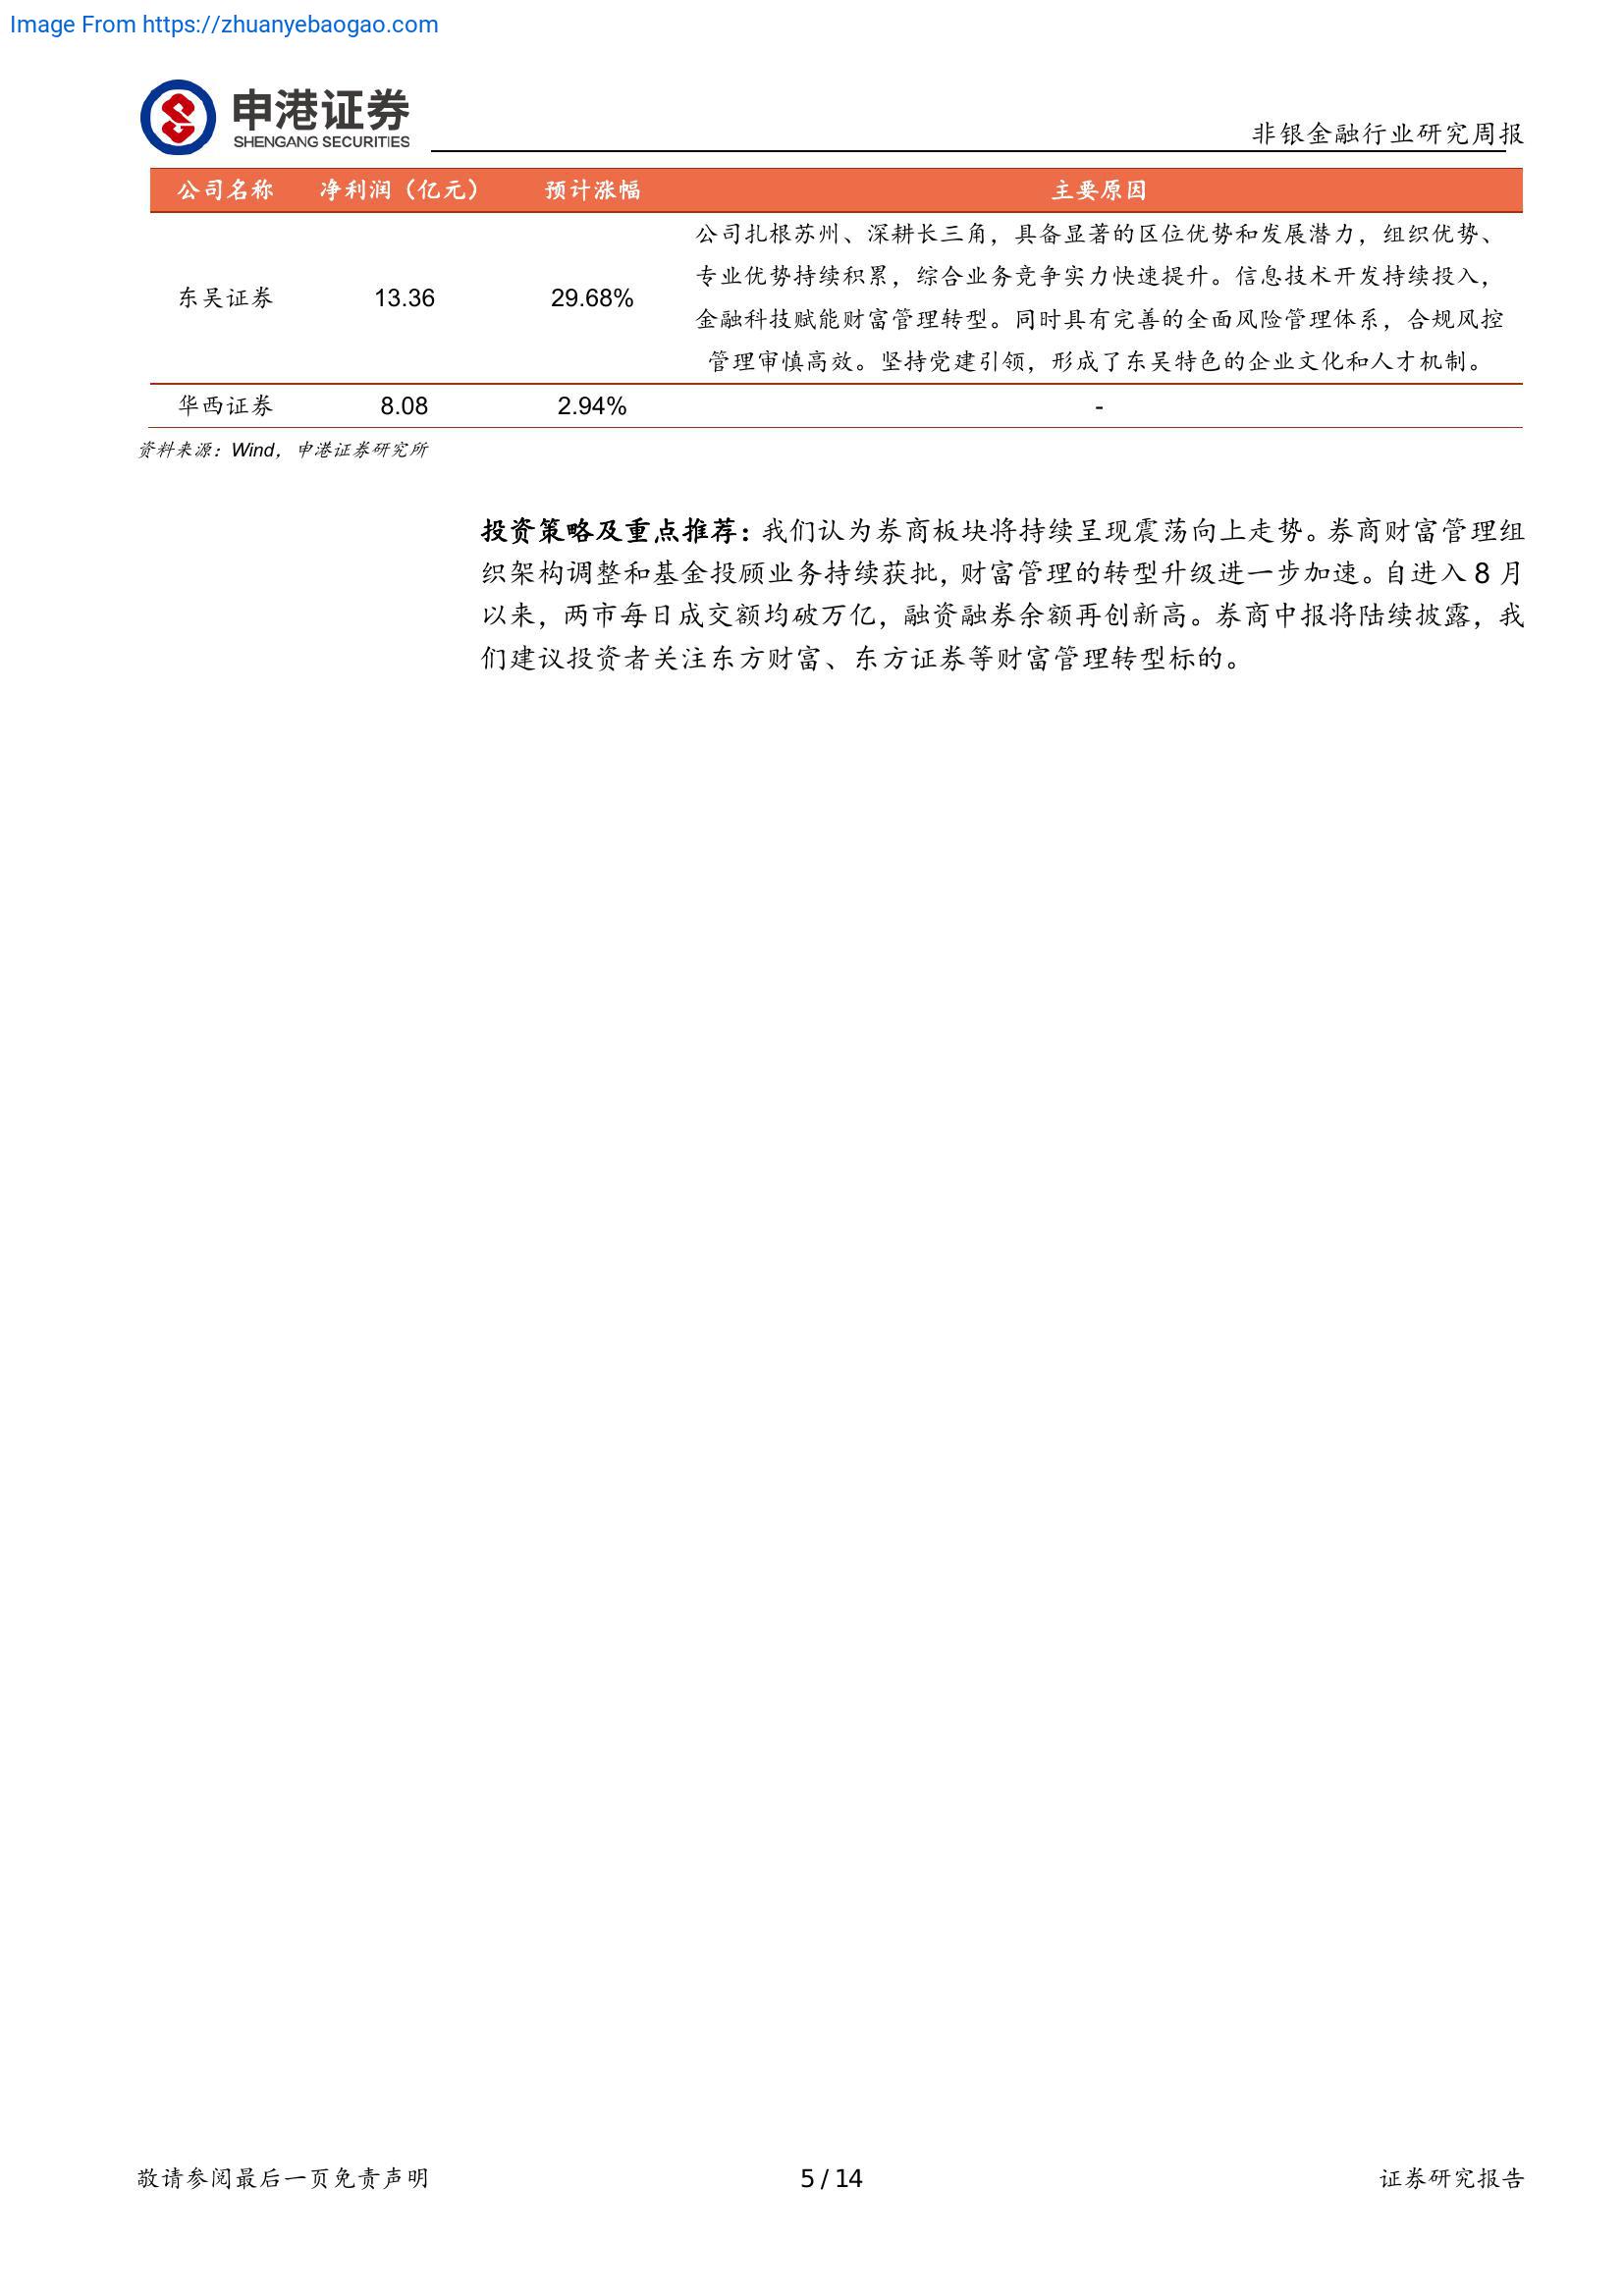 Image From https://zhuanyebaogao.com
申港证券
SHENGANG SECURITIES
非银金融行业研究周报
公司名称 净利润（亿元） 预计涨幅 主要原因
公司扎根苏州、深耕长三角，具备显著的区位优势和发展潜力，组织优势、
专业优势持续积累，综合业务竞争实力快速提升。信息技术开发持续投入，
东吴证券 13.36 29.68%
金融科技赋能财富管理转型。同时具有完善的全面风险管理体系，合规风控
管理审慎高效。坚持党建引领，形成了东吴特色的企业文化和人才机制。
华西证券 8.08 2.94% -
资料来源：Wind，申港证券研究所
投资策略及重点推荐：我们认为券商板块将持续呈现震荡向上走势。券商财富管理组
织架构调整和基金投顾业务持续获批，财富管理的转型升级进一步加速。自进入 8 月
以来，两市每日成交额均破万亿，融资融券余额再创新高。券商中报将陆续披露，我
们建议投资者关注东方财富、东方证券等财富管理转型标的。
敬请参阅最后一页免责声明 5 / 14 证券研究报告